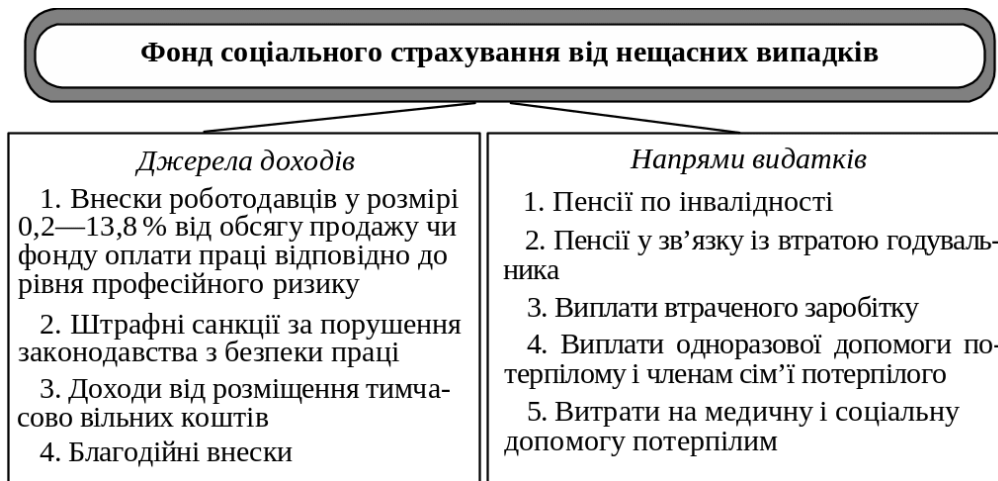 Фонд соціального страхування від нещасних випадків
Джерела доходів
1. Внески роботодавців у розмірі
0,2—13,8 % від обсягу продажу чи
фонду оплати праці відповідно до
рівня професійного ризику
2. Штрафні санкції за порушення
законодавства з безпеки праці
3. Доходи від розміщення тимча-
сово вільних коштів
4. Благодійні внески
Напрями видатків
1. Пенсії по інвалідності
2. Пенсії у зв’язку із втратою годуваль-
ника
3. Виплати втраченого заробітку
4. Виплати одноразової допомоги по-
терпілому і членам сім’ї потерпілого
5. Витрати на медичну і соціальну
допомогу потерпілим